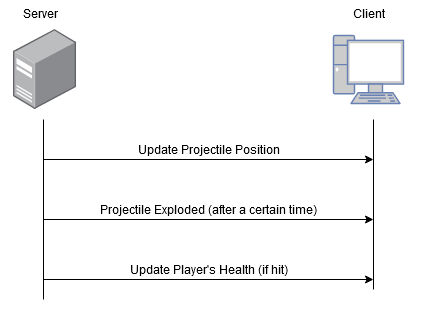 Server
Client
Update Projectile Position
Projectile Exploded (after a certain time)
Update Player's Health (if hit)